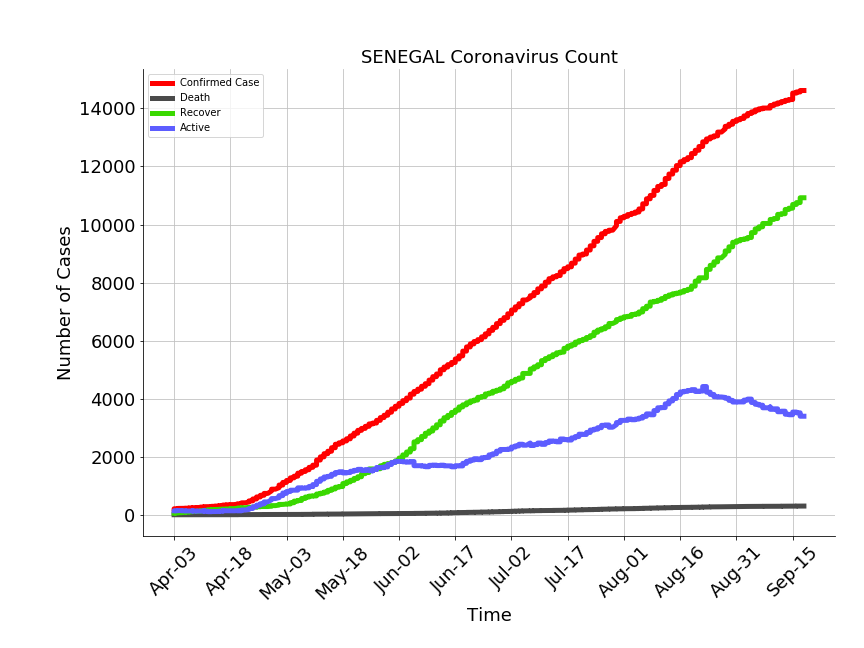 SENEGAL Coronavirus Count
Confirmed Case
Death
Recover
Active
Number of Cases
14000
12000
10000
8000
6000
4000
2000
0
Apr-03
Apr-18
May-03
May-18
Jun-02
Jun-17
Jul-02
Jul-17
Aug-01
Aug-16
Aug-31
Sep-15
Time